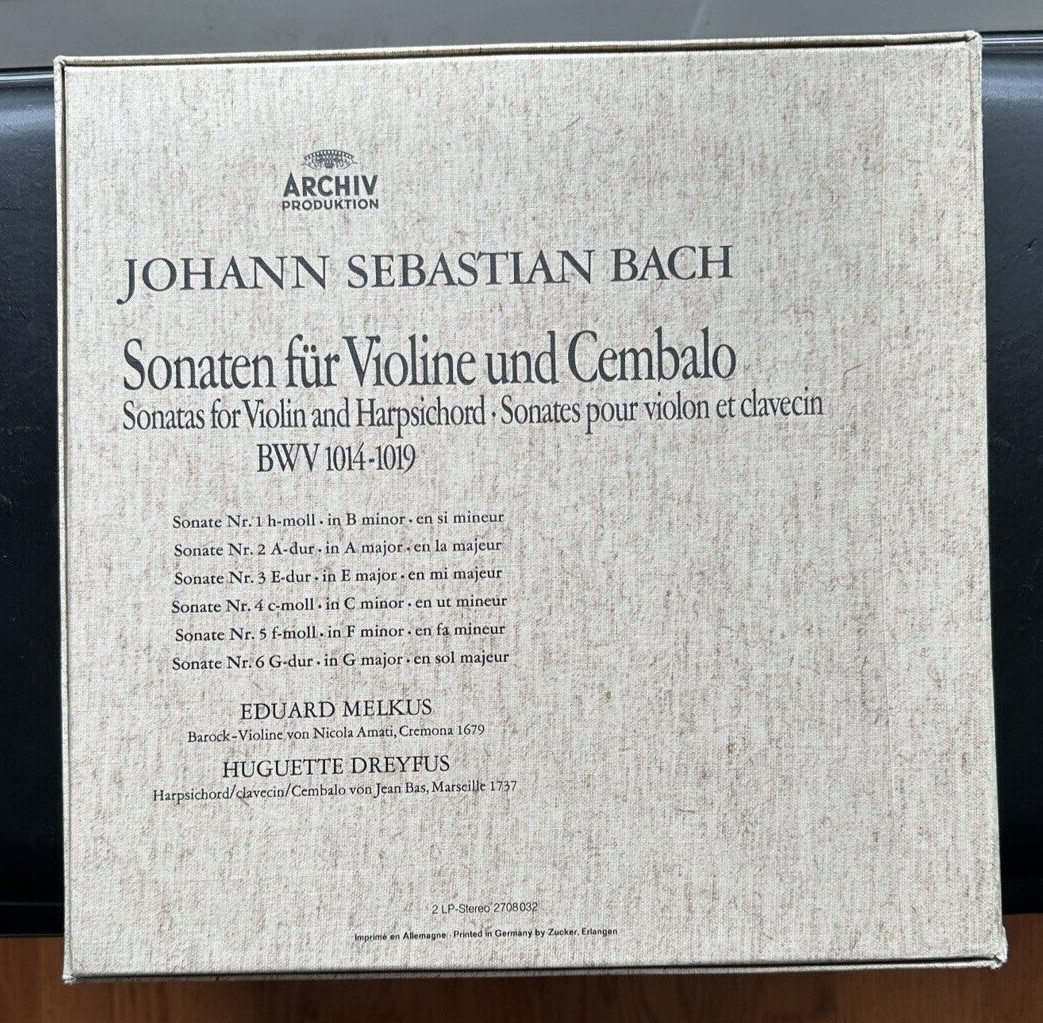 ARCHIV
PRODUKTION
JOHANN SEBASTIAN BACH
Sonaten für Violine und Cembalo
Sonatas for Violin and Harpsichord · Sonates pour violon et clavecin
BWV 1014-1019
Sonate Nr. 1 h-moll · in B minor · en si mineur
Sonate Nr. 2 A-dur · in A major · en la majeur
Sonate Nr. 3 E-dur · in E major · en mi majeur
Sonate Nr. 4 c-moll · in C minor · en ut mineur
Sonate Nr. 5 f-moll · in F minor · en fa mineur
Sonate Nr. 6 G-dur · in G major · en sol majeur
EDUARD MELKUS
Barock-Violine von Nicola Amati, Cremona 1679
HUGUETTE DREYFUS
Harpsichord/clavecin/Cembalo von Jean Bas, Marseille 1737
2 LP-Stereo 2708 032
Imprimé en Allemagne · Printed in Germany by Zucker, Erlangen